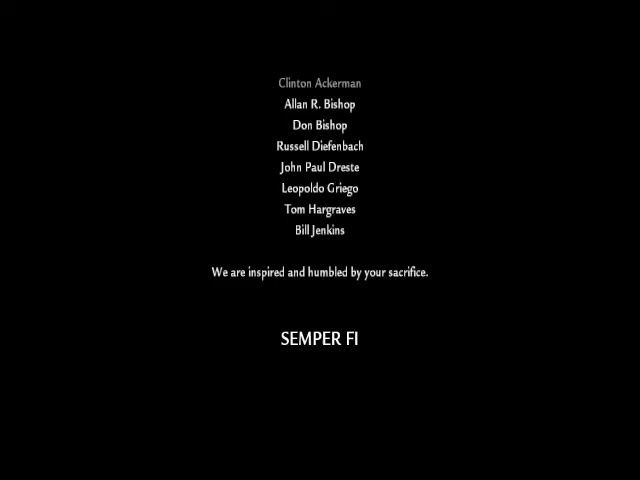 Clinton Ackerman
Allan R. Bishop
Don Bishop
Russell Diefenbach
John Paul Dreste
Leopoldo Griego
Tom Hargraves
Bill Jenkins
We are inspired and humbled by your sacrifice.
SEMPER FI